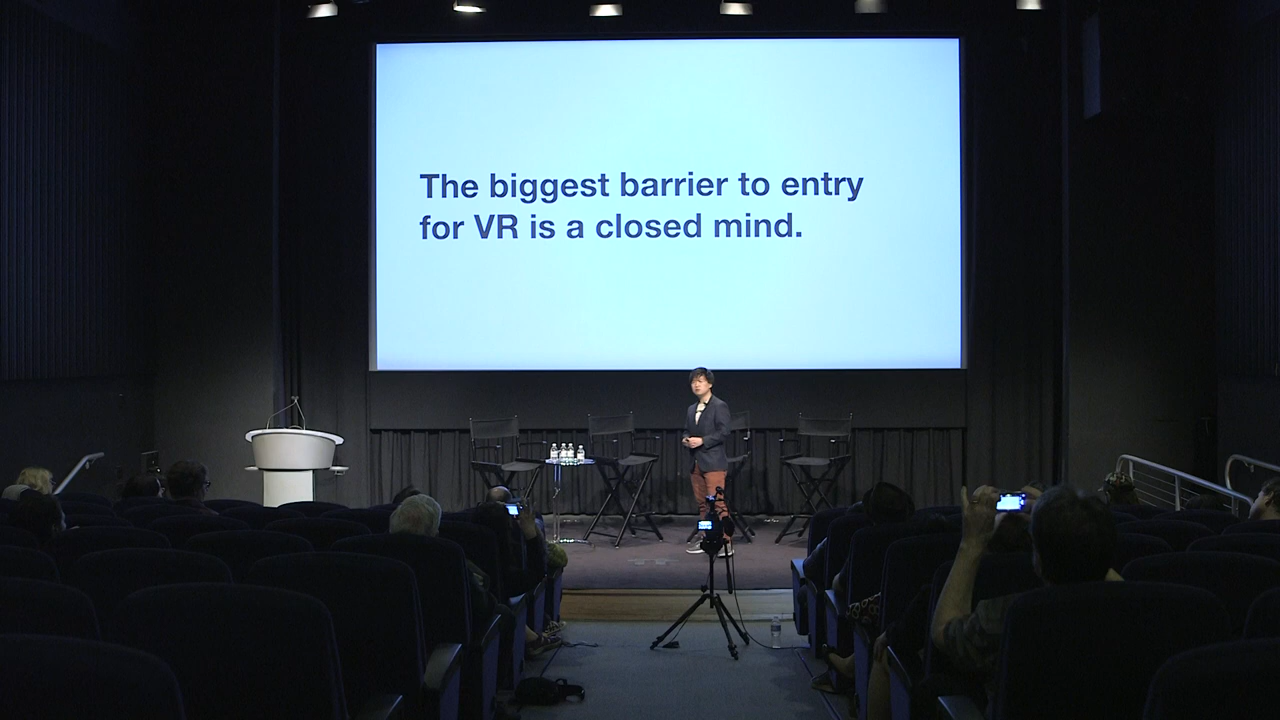 The biggest barrier to entry
for VR is a closed mind.